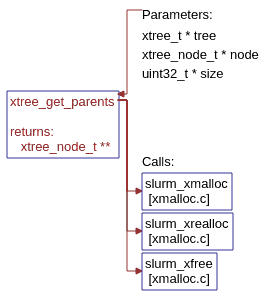 Parameters:
xtree_t * tree
xtree_node_t * node
uint32_t * size
xtree_get_parents
returns:
xtree_node_t **
Calls:
slurm_xmalloc
[xmalloc.c]
slurm_xrealloc
[xmalloc.c]
slurm_xfree
[xmalloc.c]